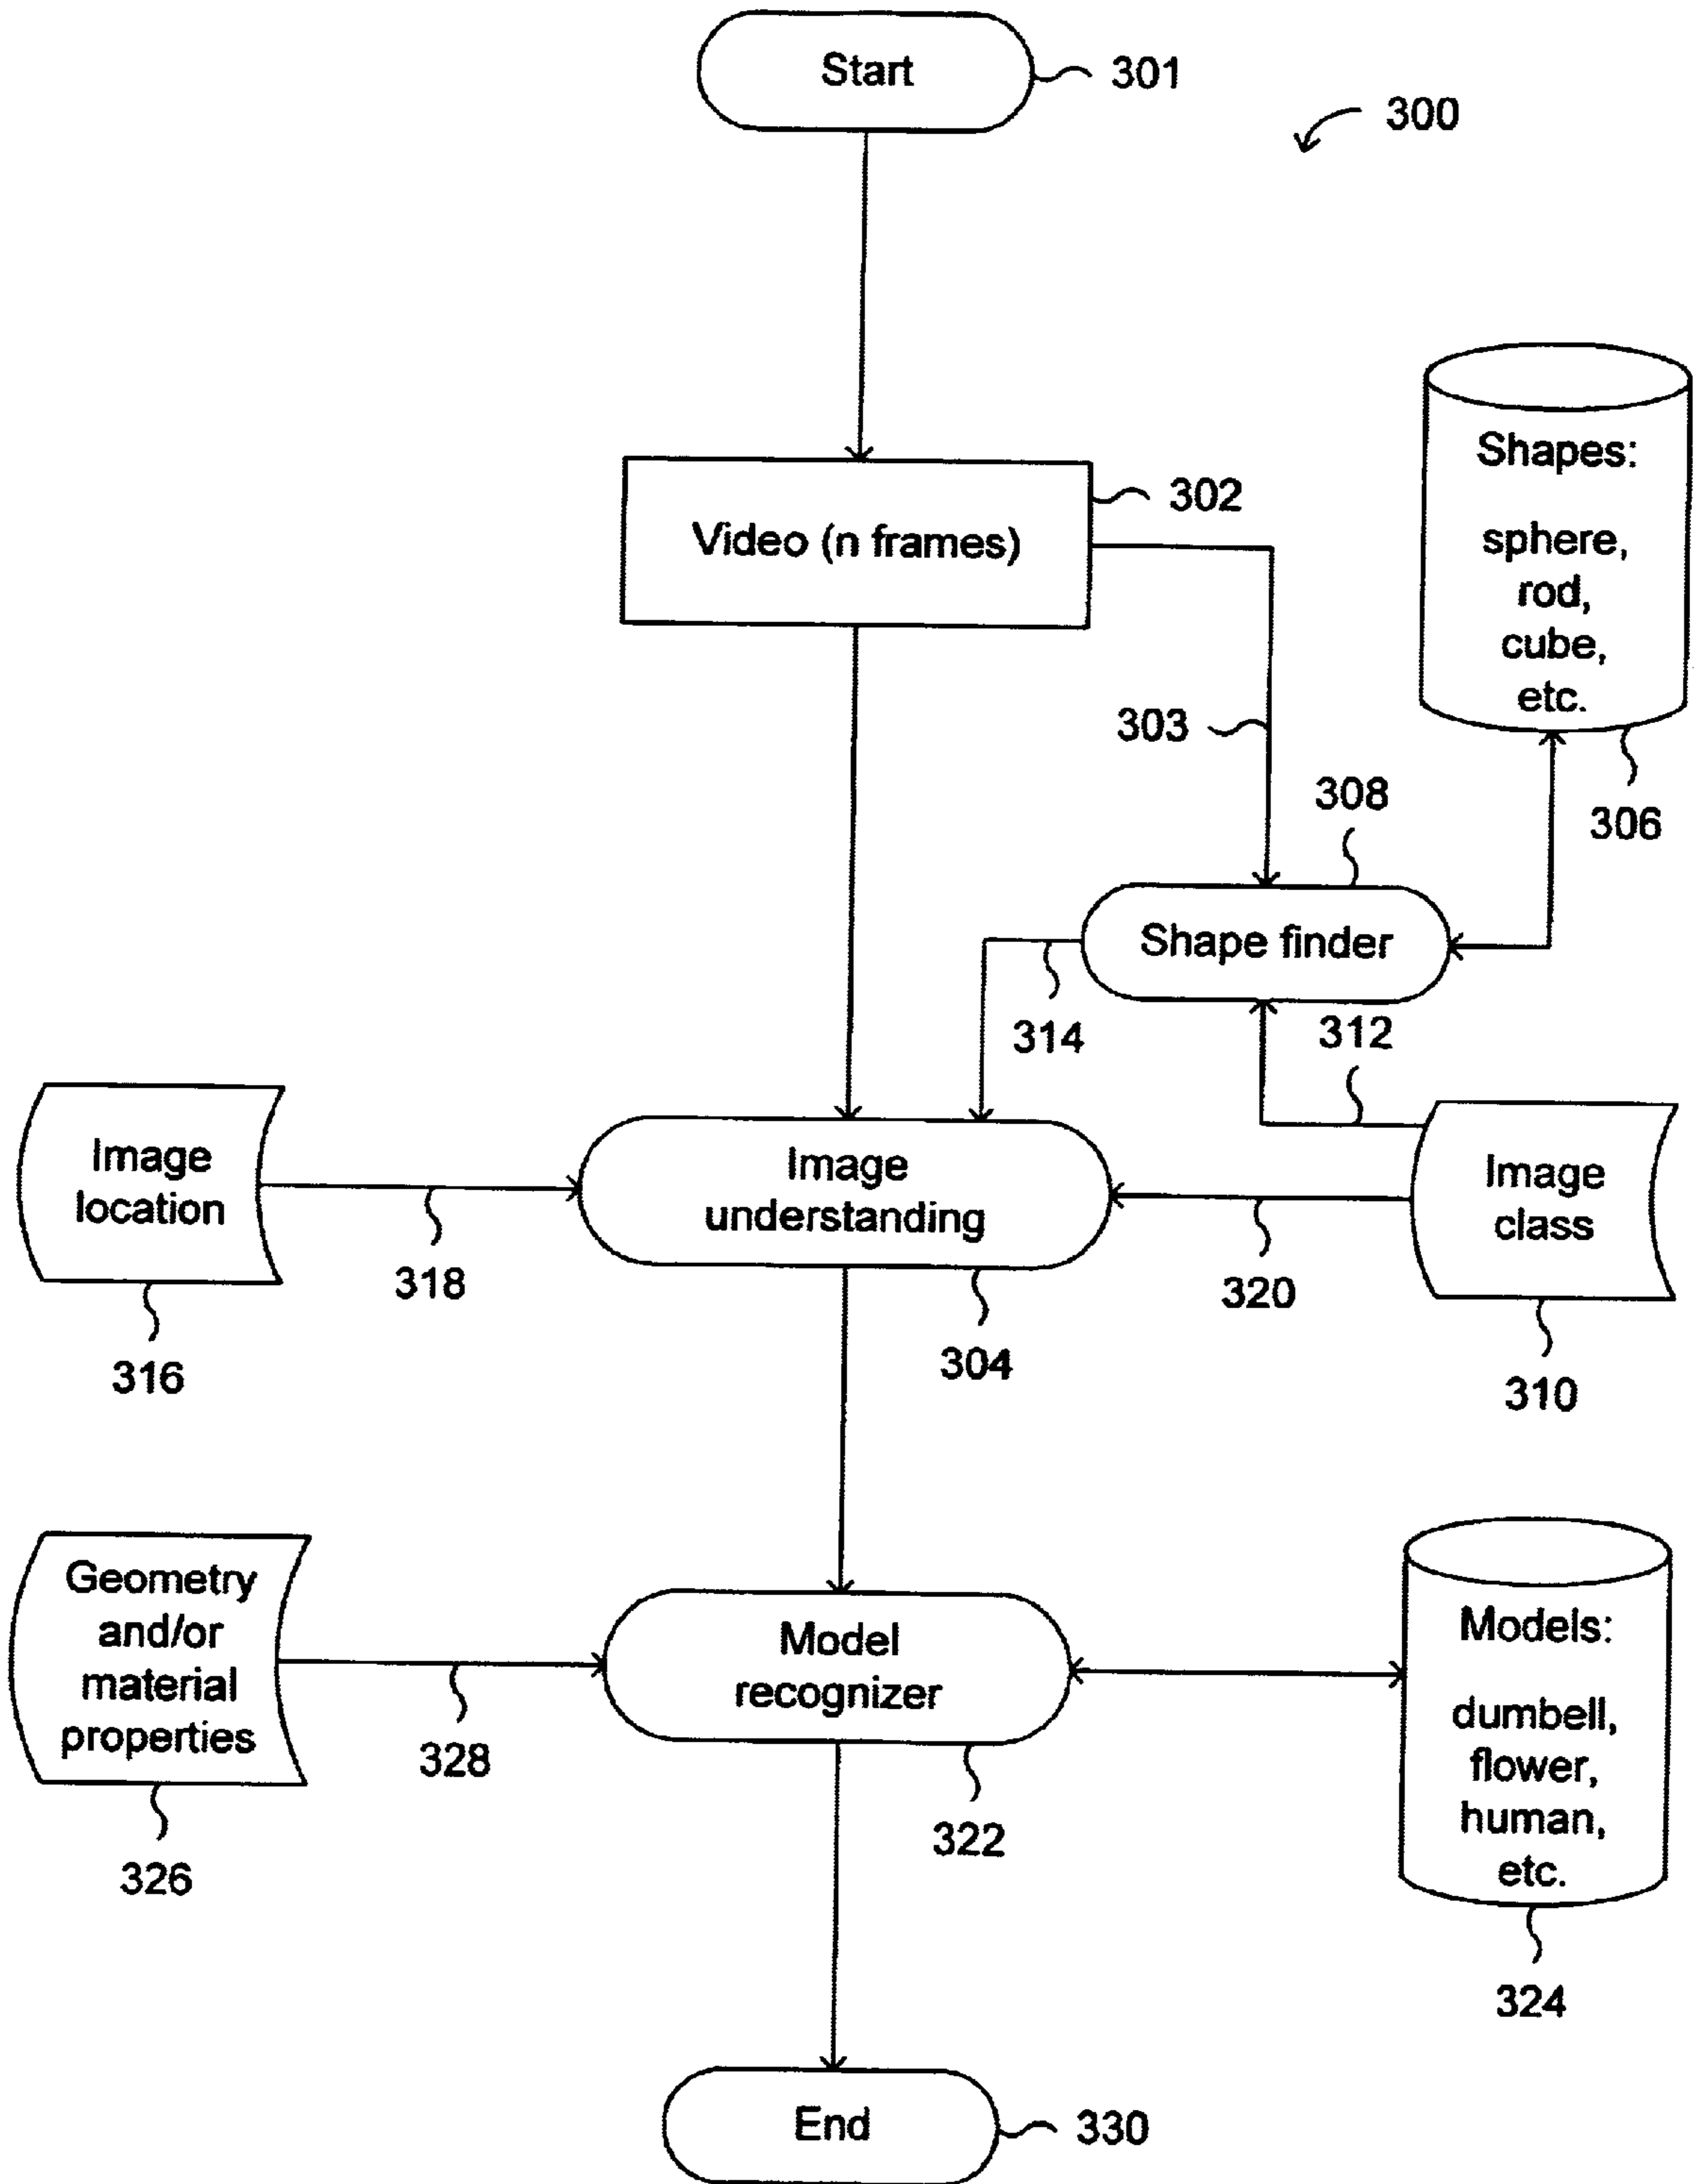 Start
301
300
302
Video (n frames)
Shapes:
sphere,
rod,
cube,
etc.
303
308
306
Shape finder
314
312
Image
location
Image
understanding
Image
class
318
320
316
304
310
Geometry
and/or
material
properties
Model
recognizer
Models:
dumbell,
flower,
human,
etc.
328
322
326
324
End
330